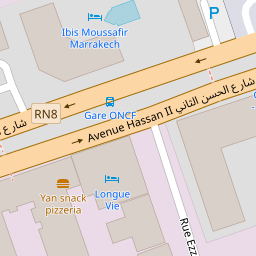 P
Ibis Moussafir
Marrakech
RN8
Gare ONCF
Avenue Hassan II شارع الحسن الثاني
شارع
Longue
Vie
Yan snack
pizzeria
Rue Ezz